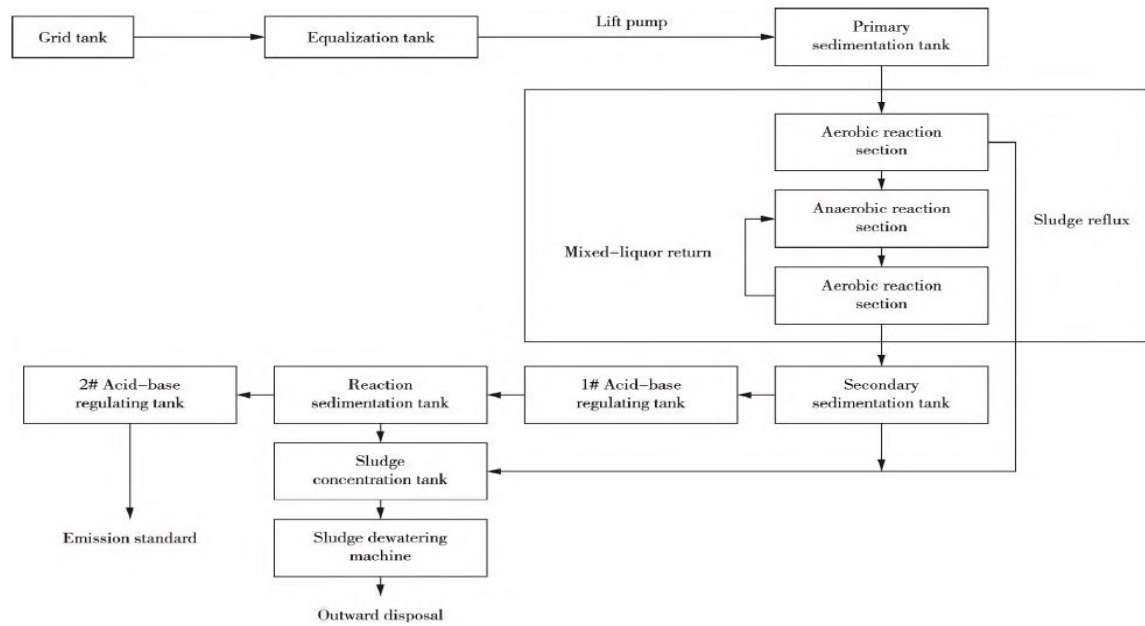 Grid tank
Equalization tank
Lift pump
Primary
sedimentation tank
Aerobic reaction
section
Anaerobic reaction
section
Sludge reflux
Mixed-liquor return
Aerobic reaction
section
2# Acid-base
regulating tank
Reaction
sedimentation tank
1# Acid-base
regulating tank
Secondary
sedimentation tank
Sludge
concentration tank
Emission standard
Sludge dewatering
machine
Outward disposal